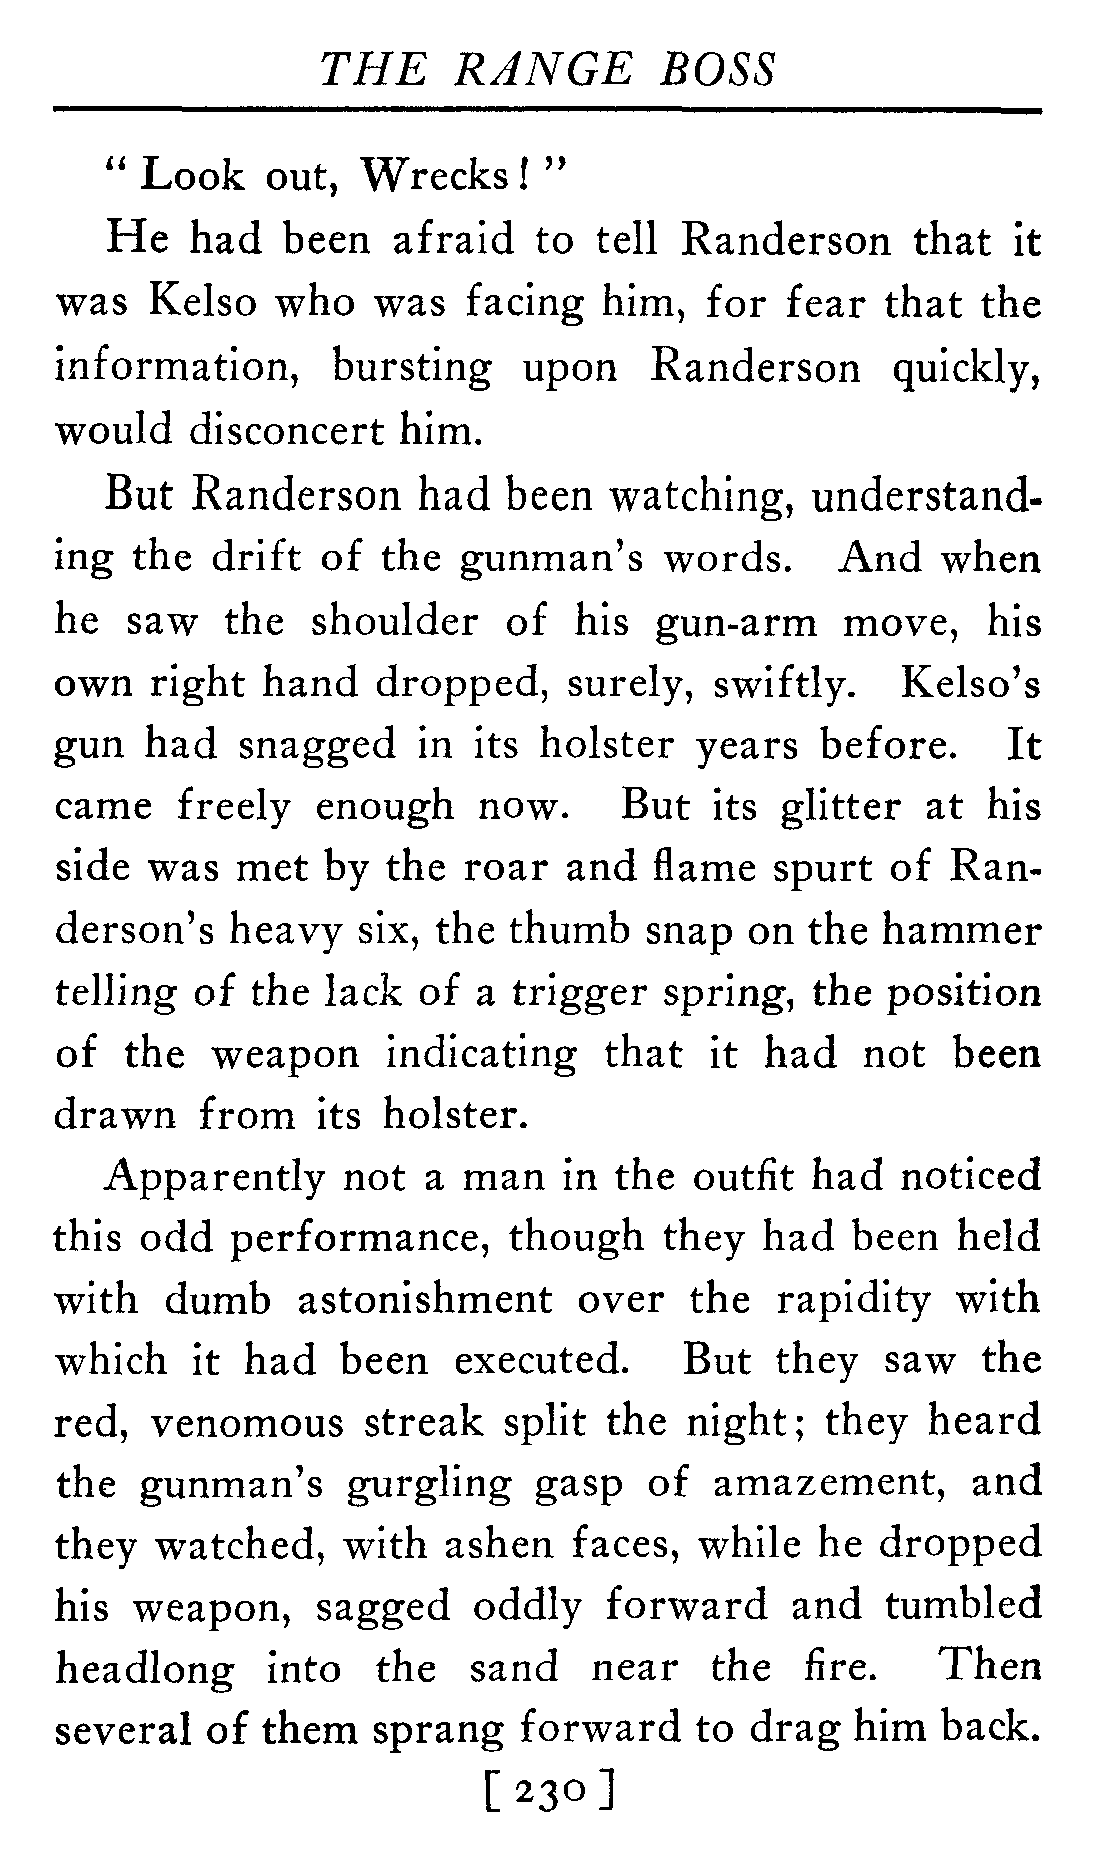 THE RANGE BOSS
“ Look out, Wrecks! ”
He had been afraid to tell Randerson that it
was Kelso who was facing him, for fear that the
information, bursting upon Randerson quickly,
would disconcert him.
But Randerson had been watching, understand-
ing the drift of the gunman’s words. And when
he saw the shoulder of his gun-arm move, his
own right hand dropped, surely, swiftly. Kelso’s
gun had snagged in its holster years before. It
came freely enough now. But its glitter at his
side was met by the roar and flame spurt of Ran-
derson’s heavy six, the thumb snap on the hammer
telling of the lack of a trigger spring, the position
of the weapon indicating that it had not been
drawn from its holster.
Apparently not a man in the outfit had noticed
this odd performance, though they had been held
with dumb astonishment over the rapidity with
which it had been executed. But they saw the
red, venomous streak split the night; they heard
the gunman’s gurgling gasp of amazement, and
they watched, with ashen faces, while he dropped
his weapon, sagged oddly forward and tumbled
headlong into the sand near the fire. Then
several of them sprang forward to drag him back.
[ 230 ]